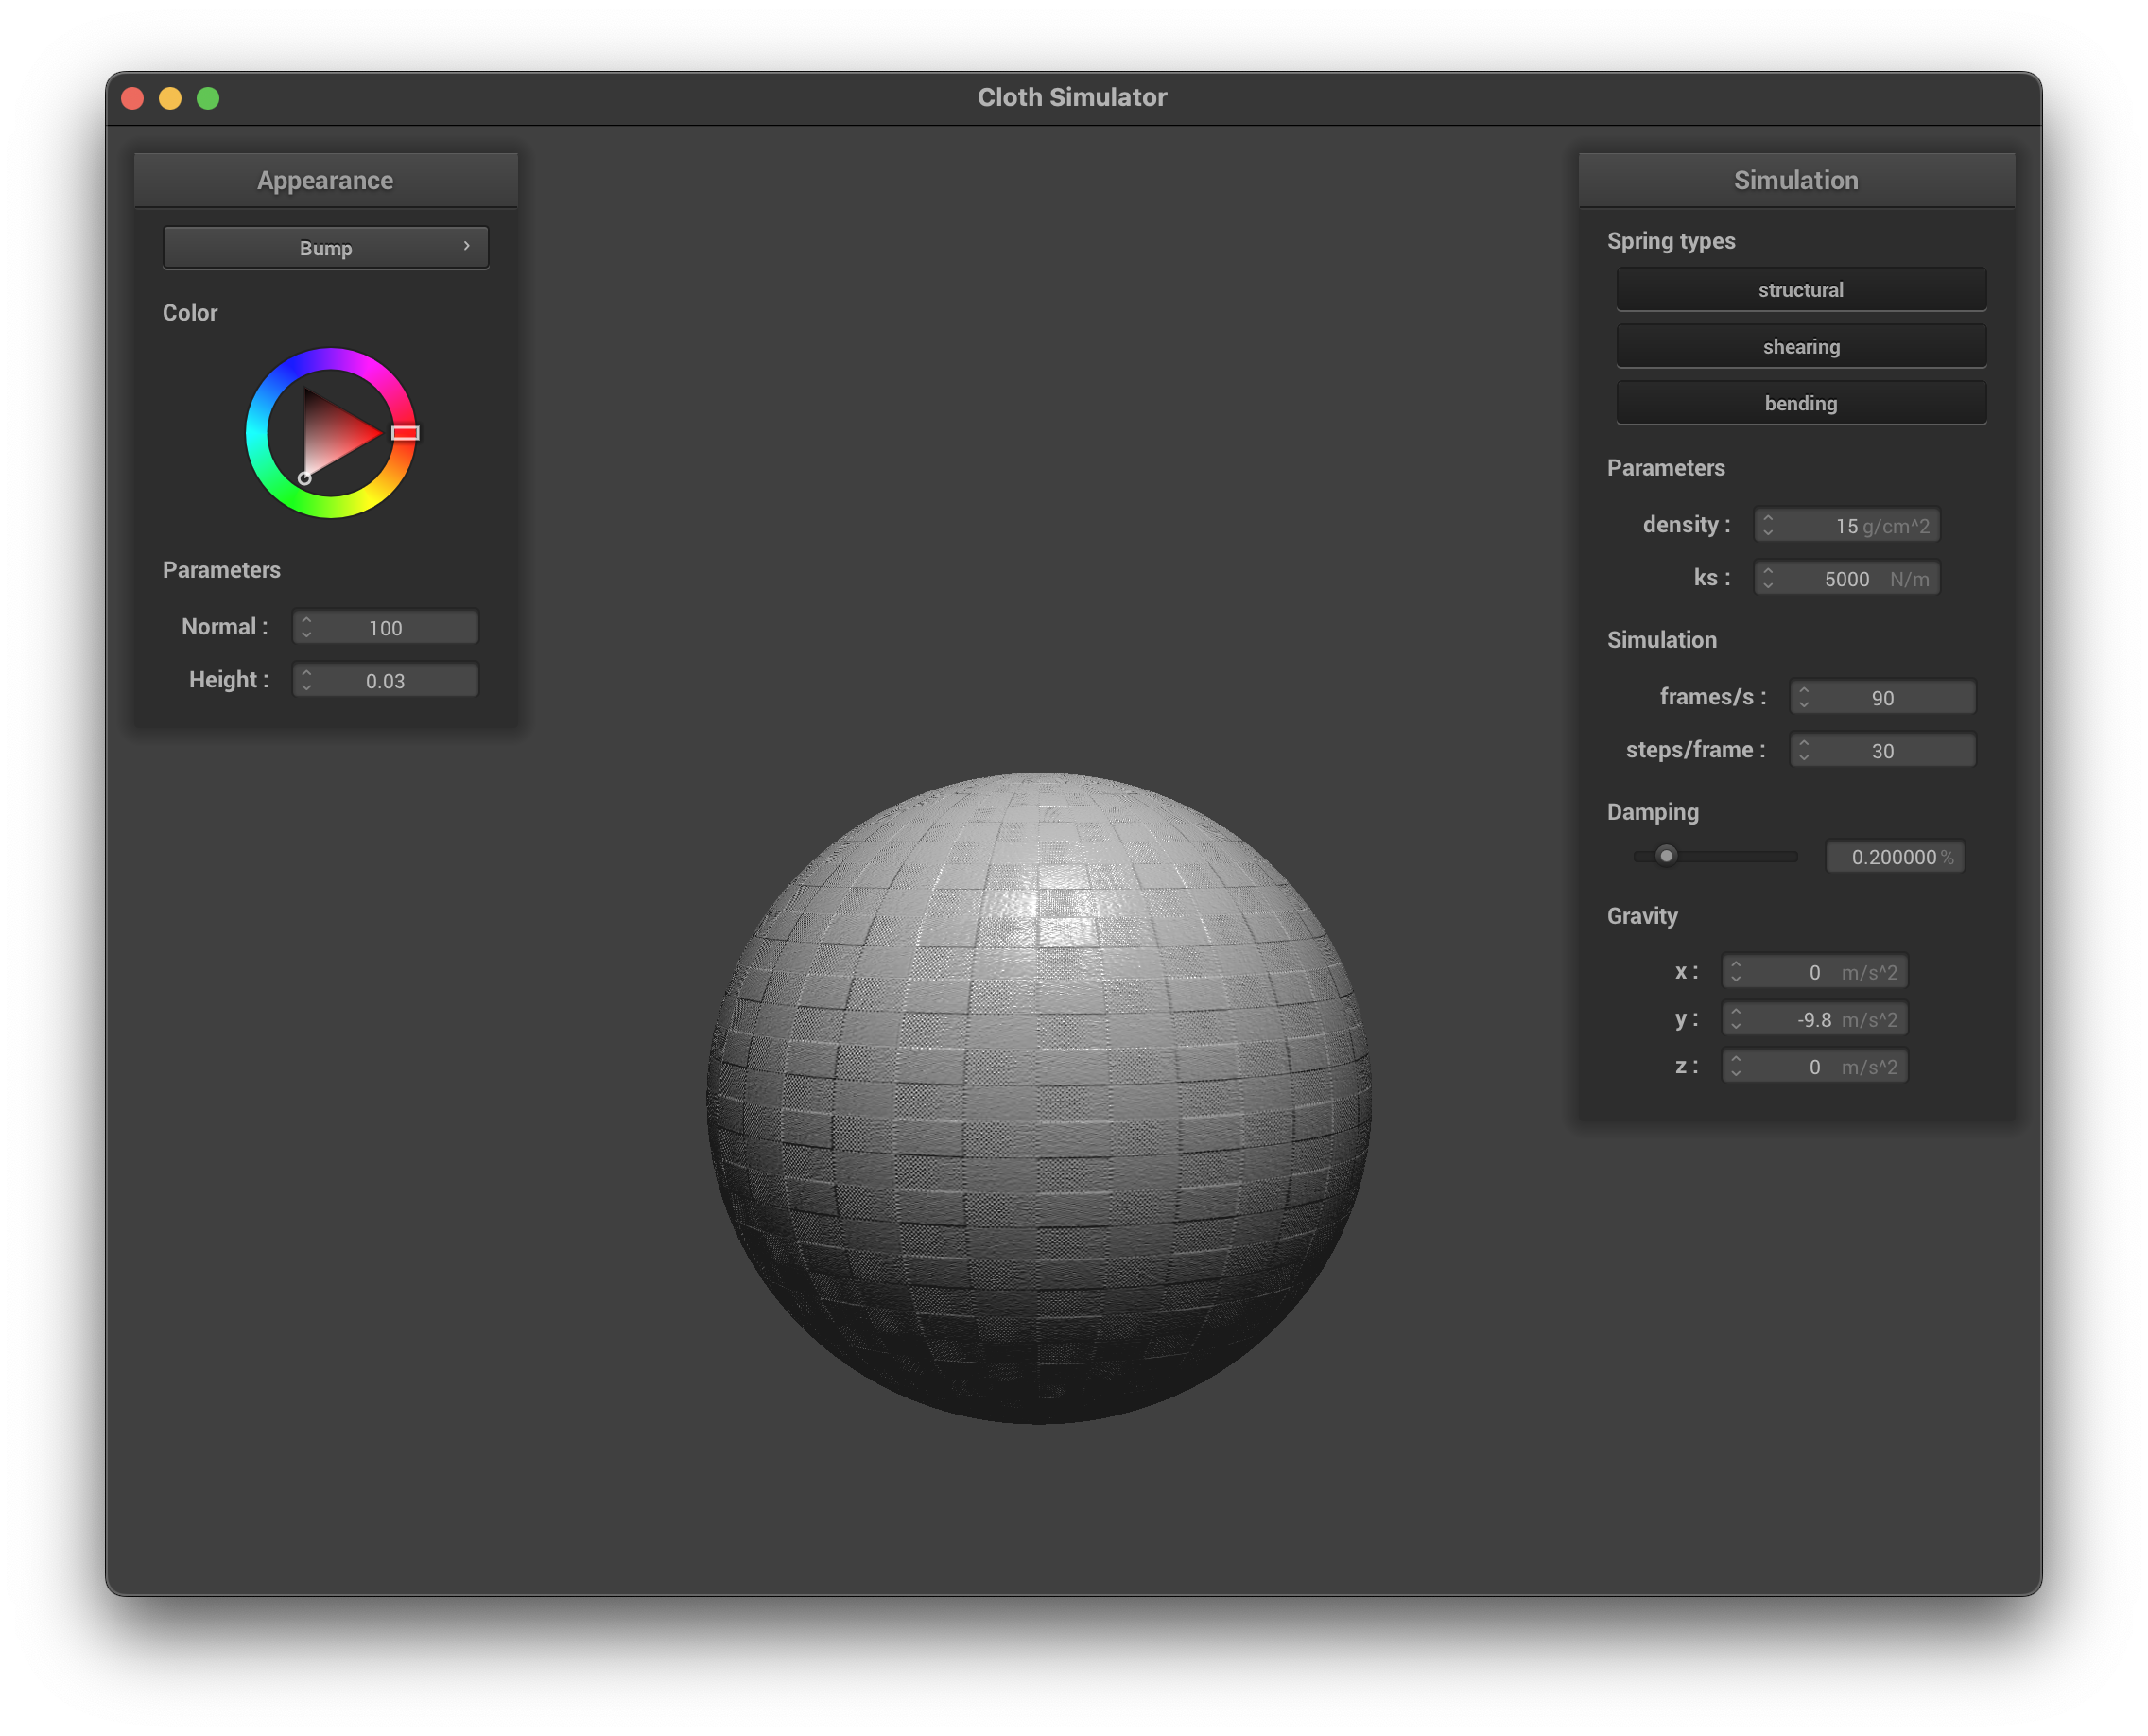 Cloth Simulator
Appearance
Bump
Color
Parameters
Normal : 100
Height : 0.03
Simulation
Spring types
structural
shearing
bending
Parameters
density : 15 g/cm^2
ks : 5000 N/m
Simulation
frames/s : 90
steps/frame : 30
Damping
0.200000 %
Gravity
x : 0 m/s^2
y : -9.8 m/s^2
z : 0 m/s^2